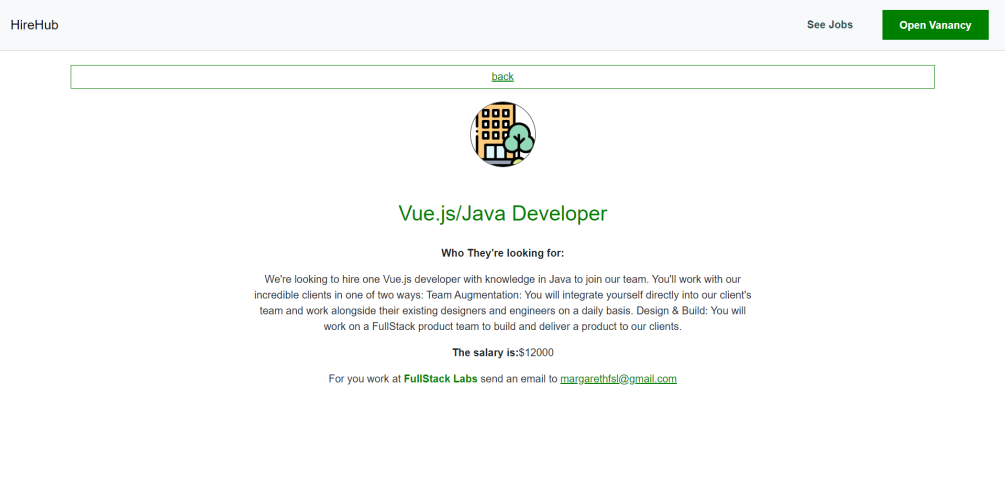 HireHub
See Jobs
Open Vanancy
back
Vue.js/Java Developer
Who They're looking for:
We're looking to hire one Vue.js developer with knowledge in Java to join our team. You'll work with our
incredible clients in one of two ways: Team Augmentation: You will integrate yourself directly into our client's
team and work alongside their existing designers and engineers on a daily basis. Design & Build: You will
work on a FullStack product team to build and deliver a product to our clients.
The salary is:$12000
For you work at FullStack Labs send an email to margarethfsl@gmail.com